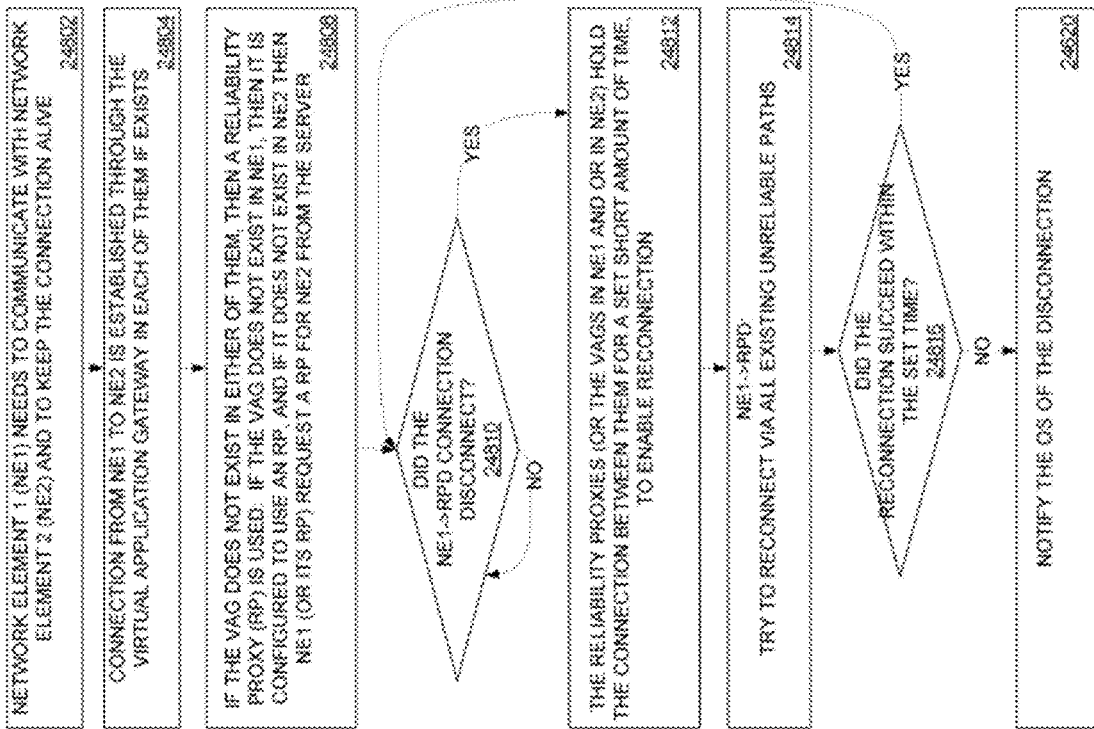 NETWORK ELEMENT 1 (NE1) NEEDS TO COMMUNICATE WITH NETWORK
ELEMENT 2 (NE2) AND TO KEEP THE CONNECTION ALIVE
24802
CONNECTION FROM NE1 TO NE2 IS ESTABLISHED THROUGH THE
VIRTUAL APPLICATION GATEWAY IN EACH OF THEM IF EXISTS
24804
IF THE VAG DOES NOT EXIST IN EITHER OF THEM, THEN A RELIABILITY
PROXY (RP) IS USED: IF THE VAG DOES NOT EXIST IN NE1, THEN IT IS
CONFIGURED TO USE AN RP, AND IF IT DOES NOT EXIST IN NE2 THEN
NE1 (OR ITS RP) REQUEST A RP FOR NE2 FROM THE SERVER
24808
DID THE
NE1->RPD CONNECTION
DISCONNECT?
24810
YES
NO
THE RELIABILITY PROXIES (OR THE VAGS IN NE1 AND OR IN NE2) HOLD
THE CONNECTION BETWEEN THEM FOR A SET SHORT AMOUNT OF TIME,
TO ENABLE RECONNECTION
24812
NE1->RPD:
TRY TO RECONNECT VIA ALL EXISTING UNRELIABLE PATHS
24814
DID THE
RECONNECTION SUCCEED WITHIN
THE SET TIME?
24816
YES
NO
NOTIFY THE OS OF THE DISCONNECTION
24820